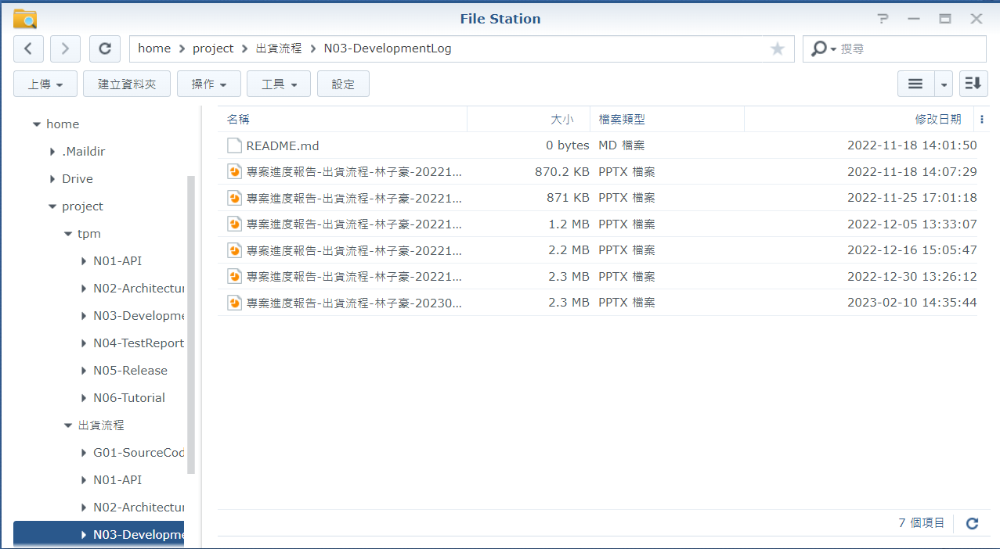 File Station
home project 出貨流程 N03-DevelopmentLog
搜尋
上傳 建立資料夾 操作 工具 設定
home
.Maildir
Drive
project
tpm
N01-API
N02-Architectur
N03-Developme
N04-TestReport
N05-Release
N06-Tutorial
出貨流程
G01-SourceCod
N01-API
N02-Architectur
N03-Developme
名稱 大小 檔案類型 修改日期
README.md 0 bytes MD 檔案 2022-11-18 14:01:50
專案進度報告-出貨流程-林子豪-20221... 870.2 KB PPTX 檔案 2022-11-18 14:07:29
專案進度報告-出貨流程-林子豪-20221... 871 KB PPTX 檔案 2022-11-25 17:01:18
專案進度報告-出貨流程-林子豪-20221... 1.2 MB PPTX 檔案 2022-12-05 13:33:07
專案進度報告-出貨流程-林子豪-20221... 2.2 MB PPTX 檔案 2022-12-16 15:05:47
專案進度報告-出貨流程-林子豪-20221... 2.3 MB PPTX 檔案 2022-12-30 13:26:12
專案進度報告-出貨流程-林子豪-20230... 2.3 MB PPTX 檔案 2023-02-10 14:35:44
7 個項目